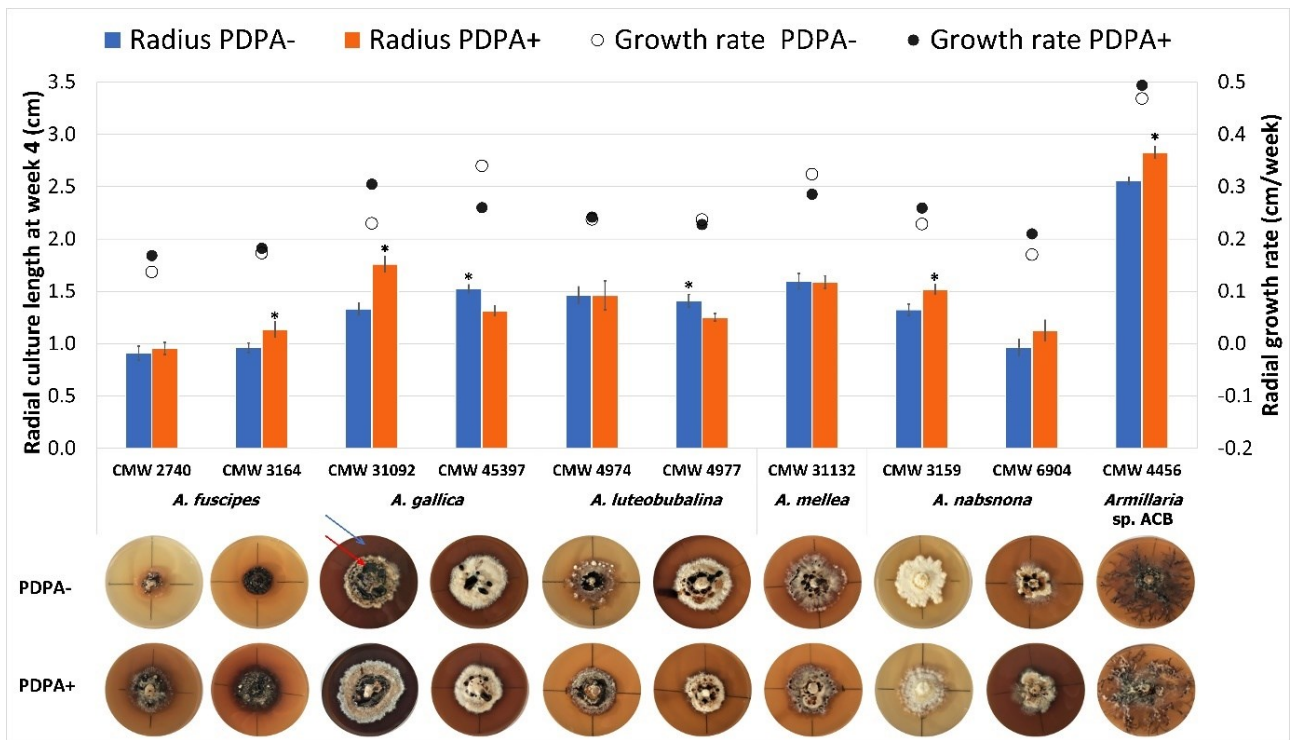 Radius PDPA- Radius PDPA+ Growth rate PDPA- Growth rate PDPA+
Radial culture length at week 4 (cm)
3.5
3.0
2.5
2.0
1.5
1.0
0.5
0.0
Radial growth rate (cm/week)
0.5
0.4
0.3
0.2
0.1
0.0
-0.1
-0.2
* * * * * *
CMW 2740 CMW 3164 CMW 31092 CMW 45397 CMW 4974 CMW 4977 CMW 31132 CMW 3159 CMW 6904 CMW 4456
A. fuscipes A. gallica A. luteobubalina A. mellea A. nabsnona Armillaria
sp. ACB
PDPA-
PDPA+